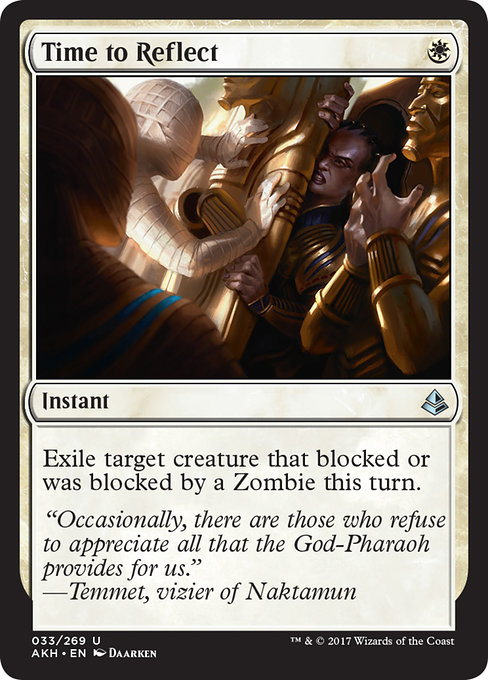 Time to Reflect
Instant
Exile target creature that blocked or
was blocked by a Zombie this turn.
“Occasionally, there are those who refuse
to appreciate all that the God-Pharaoh
provides for us.”
—Temmet, vizier of Naktamun
033/269 U
™ & © 2017 Wizards of the Coast
AKH • EN Daarken